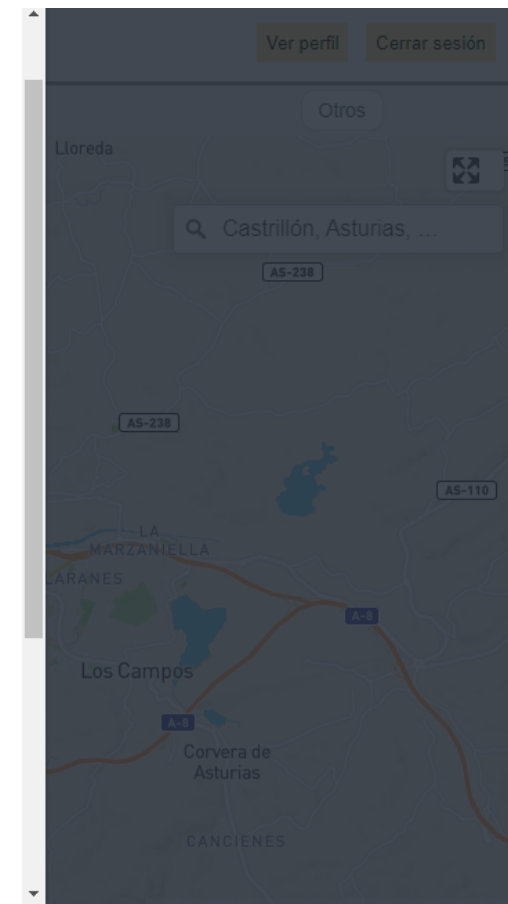 Ver perfil Cerrar sesión
Otros
Lloreda
Castrillón, Asturias, ...
AS-238
AS-238
AS-110
LA
MARZANIELLA
LARANES
A-8
Los Campos
A-8
Corvera de
Asturias
CANCIENES